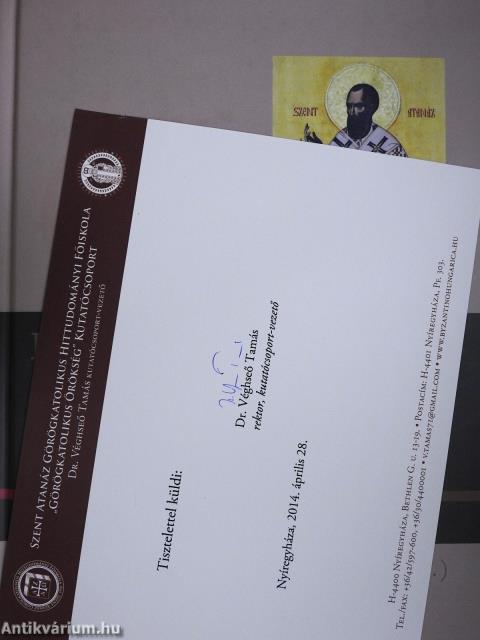 SZENT ATANÁZ
SZENT ATANÁZ GÖRÖGKATOLIKUS HITTUDOMÁNYI FŐISKOLA
„GÖRÖGKATOLIKUS ÖRÖKSÉG” KUTATÓCSOPORT
DR. VÉGHSEŐ TAMÁS KUTATÓCSOPORT-VEZETŐ
Tisztelettel küldi:
Dr. Véghseő Tamás
rektor, kutatócsoport-vezető
Nyíregyháza, 2014. április 28.
H-4400 NYÍREGYHÁZA, BETHLEN G. U. 13-19. • POSTACÍM: H-4401 NYÍREGYHÁZA, PF. 303.
TEL./FAX: +36/42/597-600, +36/30/4400001 • V.TAMAS71@GMAIL.COM • WWW.BYZANTINOHUNGARICA.HU
Antikvárium.hu